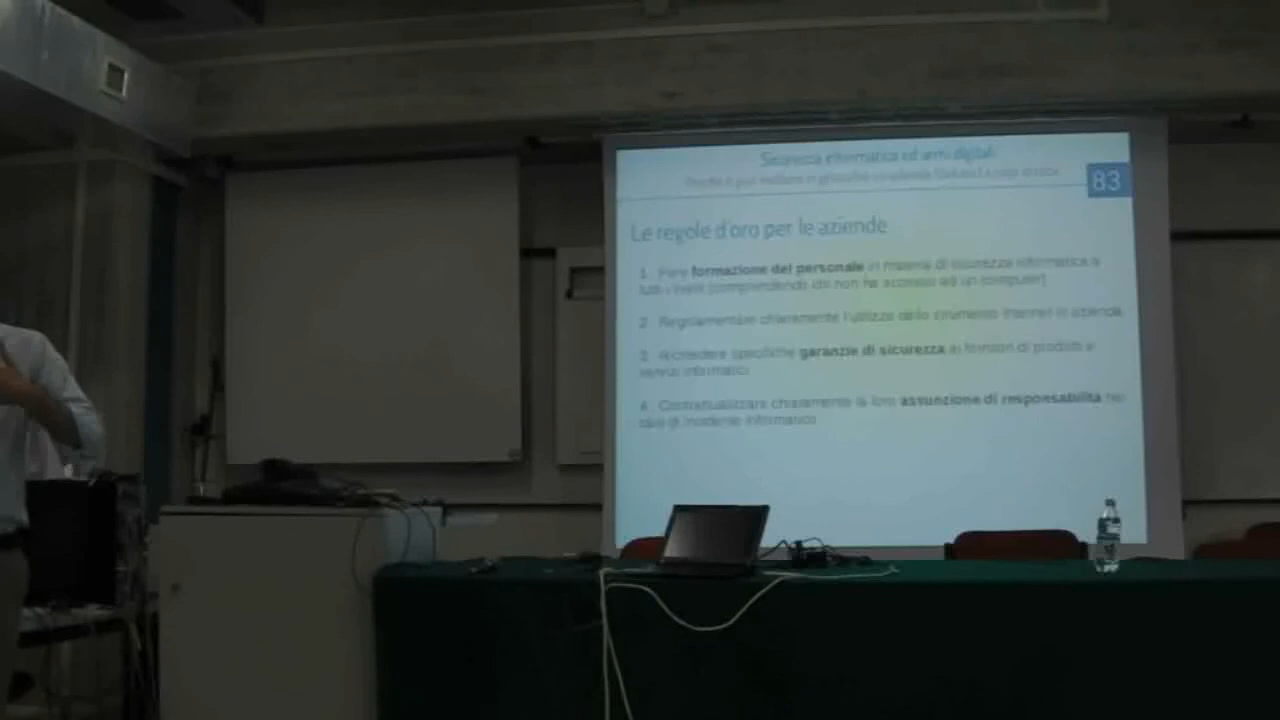 Sicurezza informatica ed armi digitali
83
Le regole d'oro per le aziende
1. Fare formazione del personale in materia di sicurezza informatica a
tutti i livelli (comprendendo chi non ha accesso ad un computer)
2. Regolamentare chiaramente l'utilizzo dello strumento Internet in azienda
3. Richiedere specifiche garanzie di sicurezza ai fornitori di prodotti e
servizi informatici
4. Contrattualizzare chiaramente la loro assunzione di responsabilità nei
casi di incidente informatico